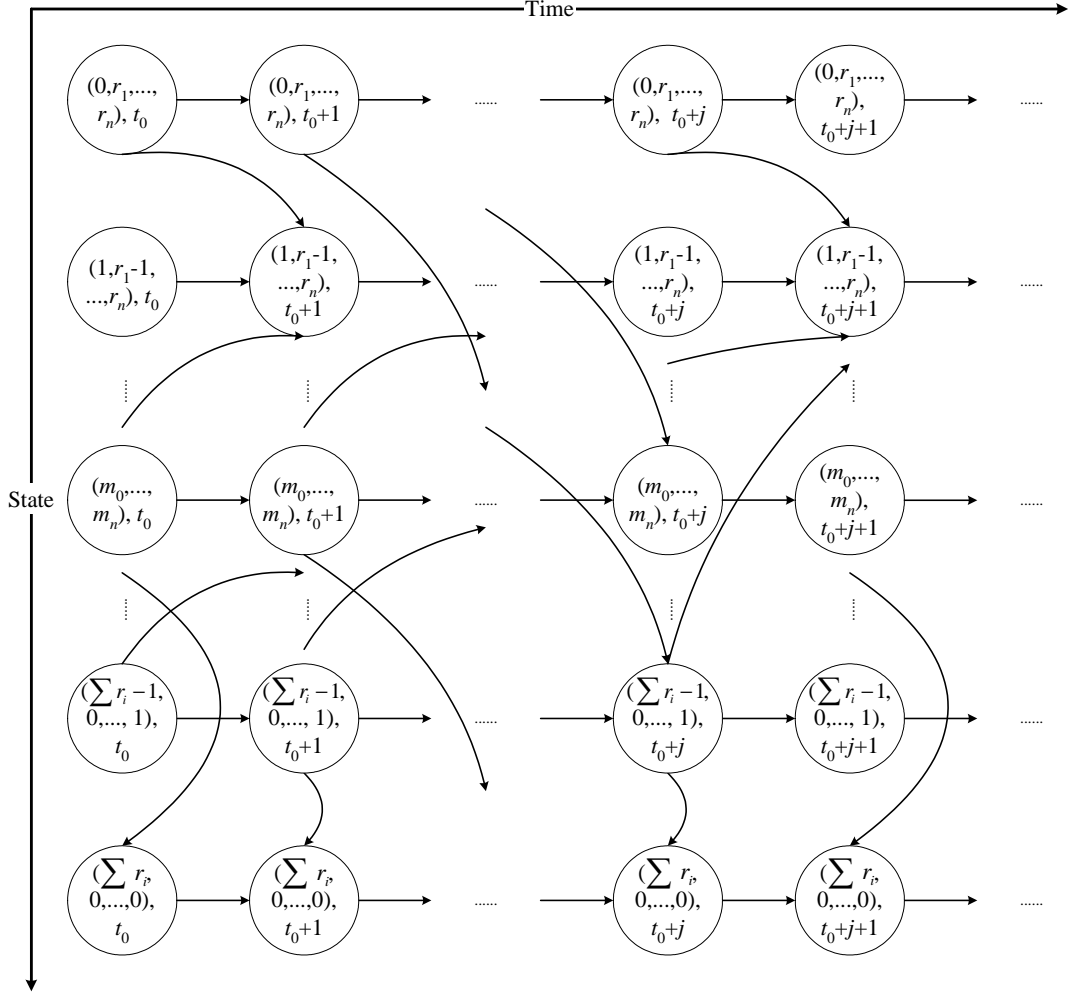 Time
State
(0,r₁,...,
rₙ), t₀
(0,r₁,...,
rₙ), t₀+1
......
(0,r₁,...,
rₙ), t₀+j
(0,r₁,...,
rₙ),
t₀+j+1
......
(1,r₁-1,
...,rₙ), t₀
(1,r₁-1,
...,rₙ),
t₀+1
......
(1,r₁-1,
...,rₙ),
t₀+j
(1,r₁-1,
...,rₙ),
t₀+j+1
......
(m₀,...,
mₙ), t₀
(m₀,...,
mₙ), t₀+1
......
(m₀,...,
mₙ), t₀+j
(m₀,...,
mₙ),
t₀+j+1
......
(∑ rᵢ −1,
0,..., 1),
t₀
(∑ rᵢ −1,
0,..., 1),
t₀+1
......
(∑ rᵢ −1,
0,..., 1),
t₀+j
(∑ rᵢ −1,
0,..., 1),
t₀+j+1
......
(∑ rᵢ,
0,...,0),
t₀
(∑ rᵢ,
0,...,0),
t₀+1
......
(∑ rᵢ,
0,...,0),
t₀+j
(∑ rᵢ,
0,...,0),
t₀+j+1
......